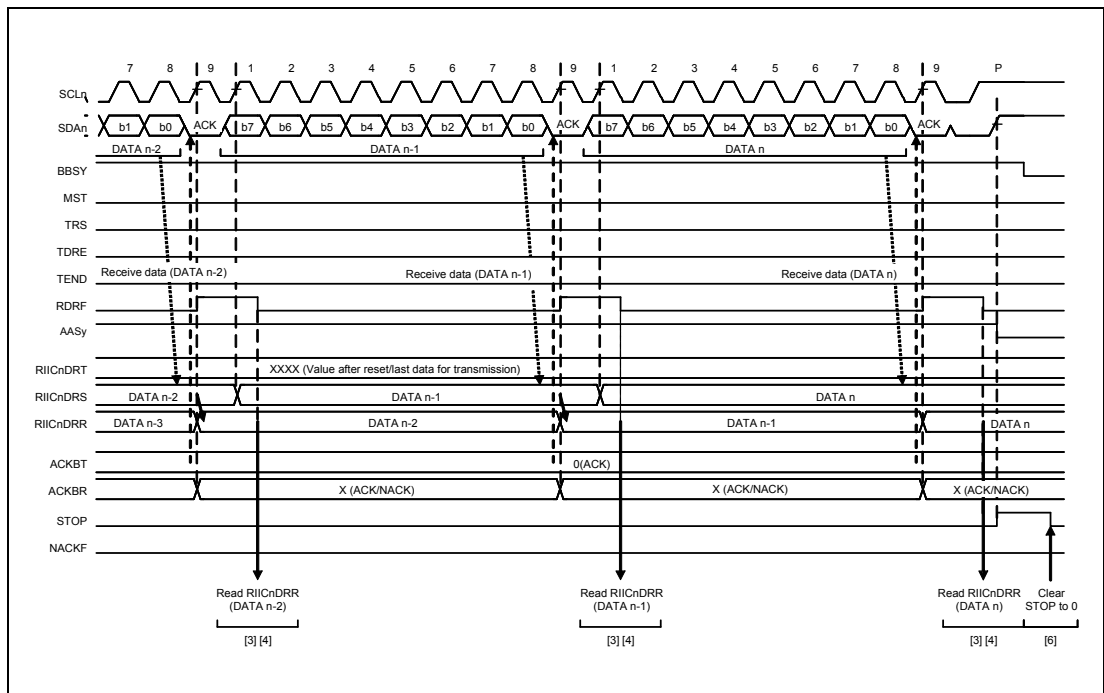 7 8 9 1 2 3 4 5 6 7 8 9 1 2 3 4 5 6 7 8 9 P
SCLn
SDAn b1 b0 ACK b7 b6 b5 b4 b3 b2 b1 b0 ACK b7 b6 b5 b4 b3 b2 b1 b0 ACK
DATA n-2 DATA n-1 DATA n
BBSY
MST
TRS
TDRE
Receive data (DATA n-2) Receive data (DATA n-1) Receive data (DATA n)
TEND
RDRF
AASy
RIICnDRT XXXX (Value after reset/last data for transmission)
RIICnDRS DATA n-2 DATA n-1 DATA n
RIICnDRR DATA n-3 DATA n-2 DATA n-1 DATA n
ACKBT 0(ACK)
ACKBR X (ACK/NACK) X (ACK/NACK) X (ACK/NACK)
STOP
NACKF
Read RIICnDRR
(DATA n-2)
[3] [4]
Read RIICnDRR
(DATA n-1)
[3] [4]
Read RIICnDRR
(DATA n)
[3] [4]
Clear
STOP to 0
[6]